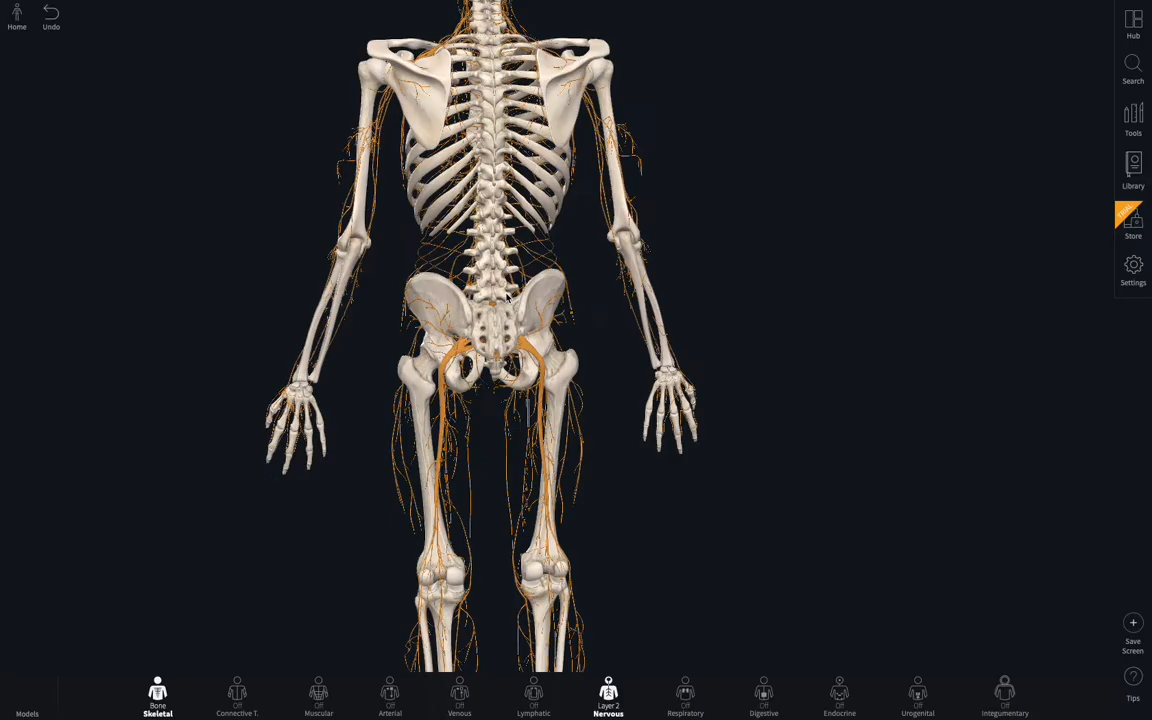 Home
Undo
Hub
Search
Tools
Library
TRIAL
Store
Settings
Save
Screen
Tips
Models
Bone
Skeletal
Off
Connective T.
Off
Muscular
Off
Arterial
Off
Venous
Off
Lymphatic
Layer 2
Nervous
Off
Respiratory
Off
Digestive
Off
Endocrine
Off
Urogenital
Off
Integumentary